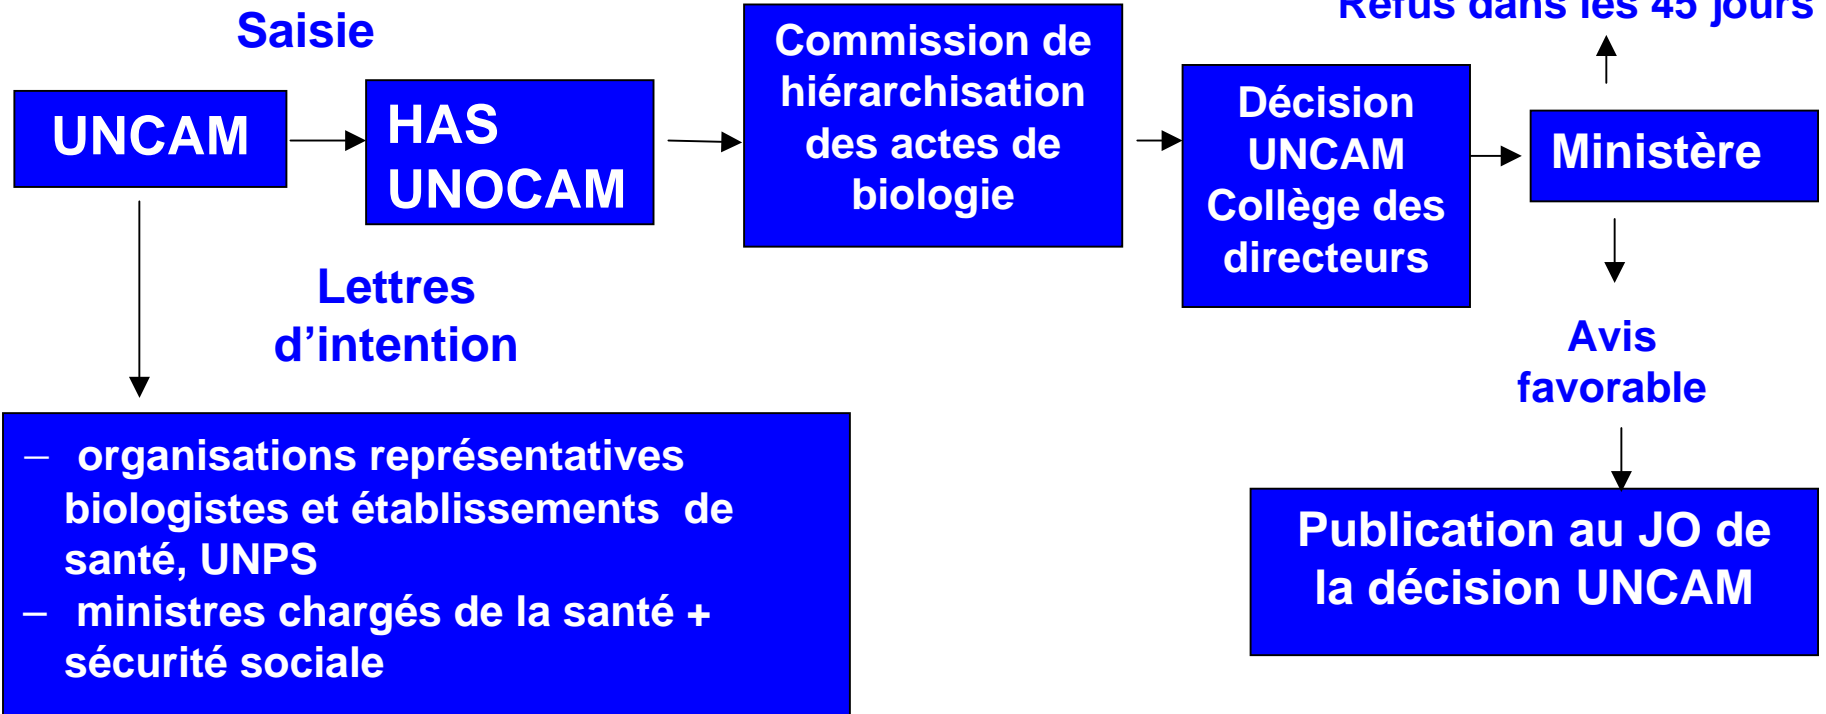 Saisie
UNCAM
HAS
UNOCAM
Commission de
hiérarchisation
des actes de
biologie
Décision
UNCAM
Collège des
directeurs
Refus dans les 45 jours
Ministère
Lettres
d’intention
Avis
favorable
– organisations représentatives
biologistes et établissements de
santé, UNPS
– ministres chargés de la santé +
sécurité sociale
Publication au JO de
la décision UNCAM